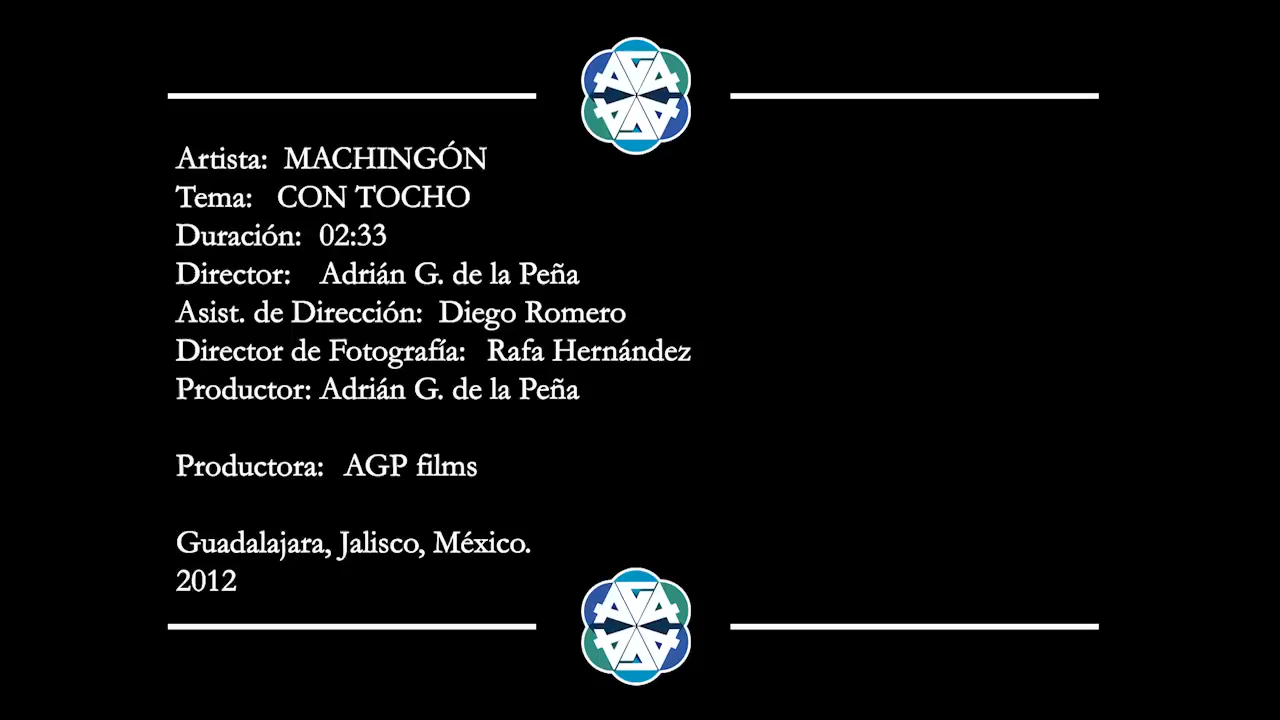 Artista: MACHINGÓN
Tema: CON TOCHO
Duración: 02:33
Director: Adrián G. de la Peña
Asist. de Dirección: Diego Romero
Director de Fotografía: Rafa Hernández
Productor: Adrián G. de la Peña
Productora: AGP films
Guadalajara, Jalisco, México.
2012